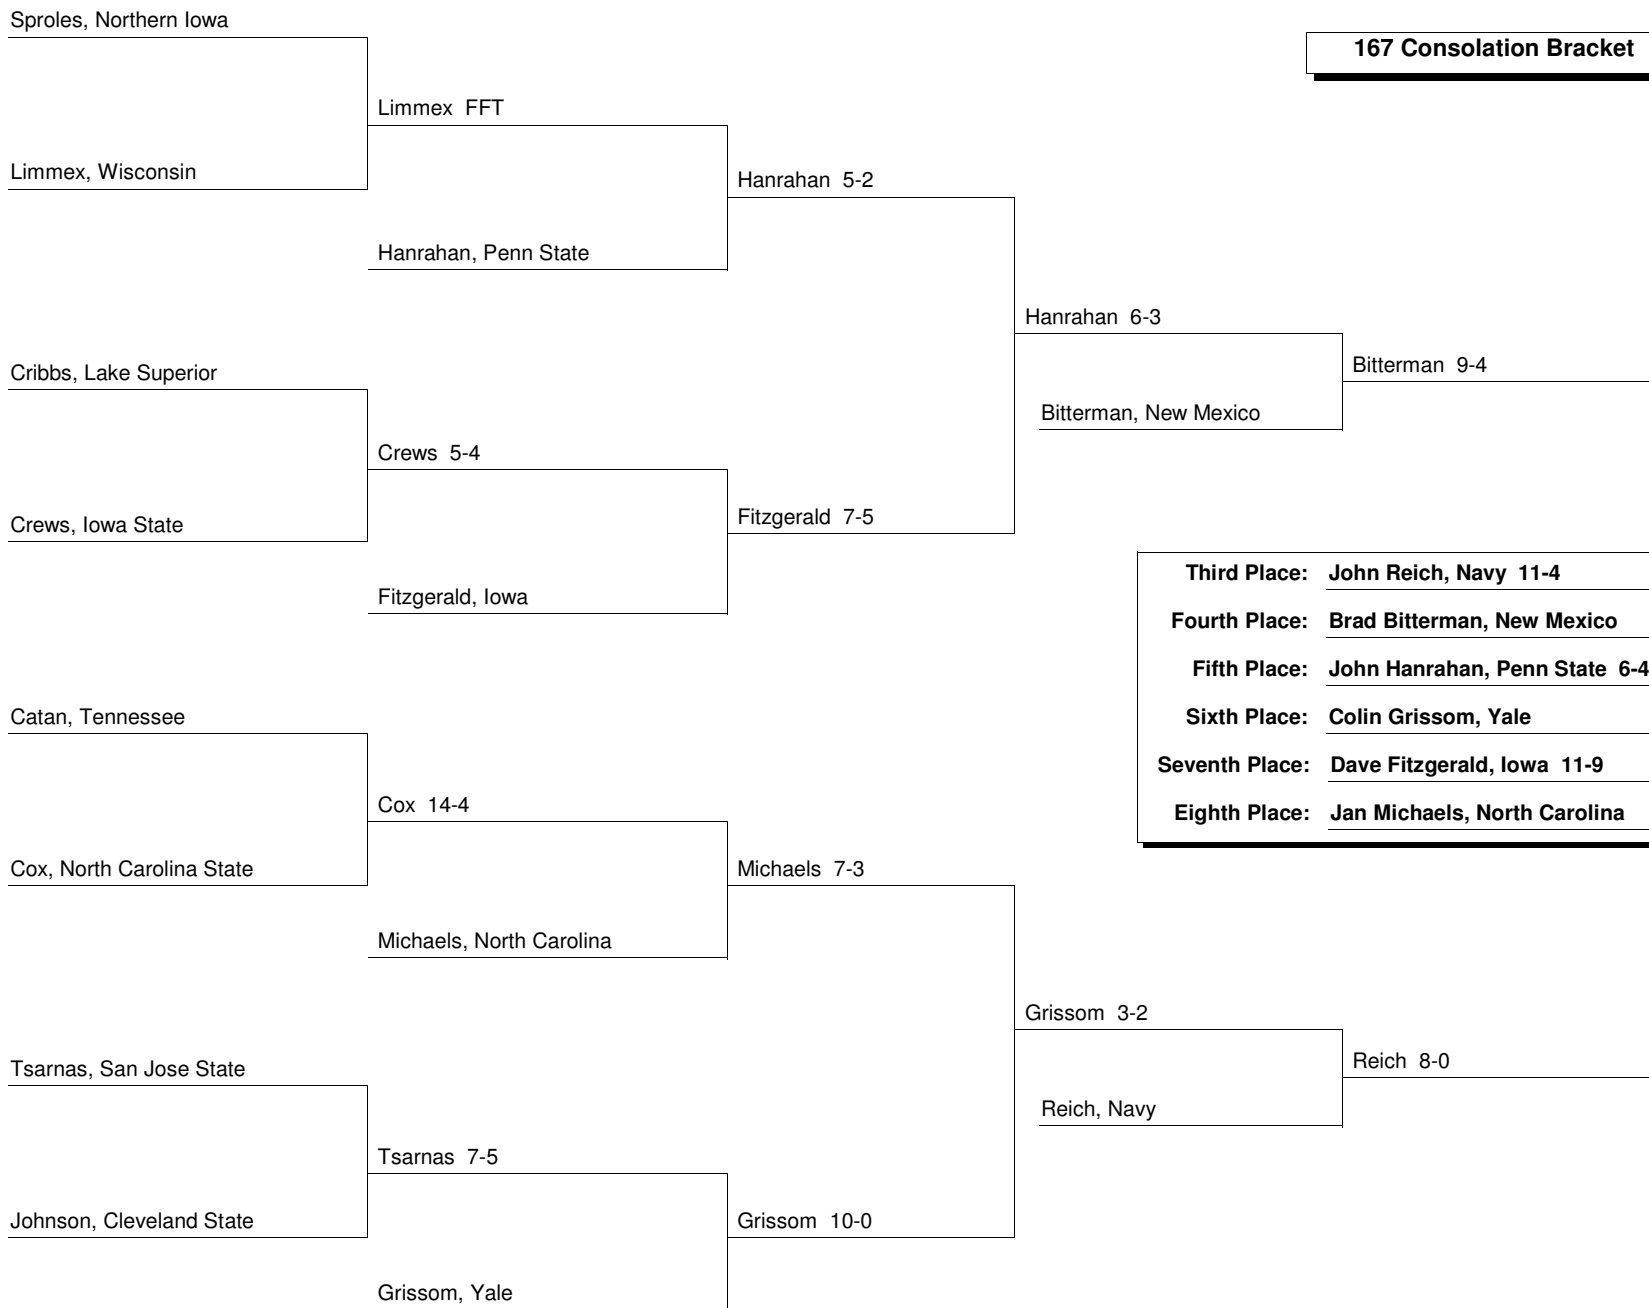 Sproles, Northern Iowa
167 Consolation Bracket
Limmex FFT
Limmex, Wisconsin
Hanrahan 5-2
Hanrahan, Penn State
Hanrahan 6-3
Cribbs, Lake Superior
Bitterman 9-4
Bitterman, New Mexico
Crews 5-4
Crews, Iowa State
Fitzgerald 7-5
Fitzgerald, Iowa
Third Place: John Reich, Navy 11-4
Fourth Place: Brad Bitterman, New Mexico
Fifth Place: John Hanrahan, Penn State 6-4
Sixth Place: Colin Grissom, Yale
Seventh Place: Dave Fitzgerald, Iowa 11-9
Eighth Place: Jan Michaels, North Carolina
Catan, Tennessee
Cox 14-4
Cox, North Carolina State
Michaels 7-3
Michaels, North Carolina
Grissom 3-2
Tsarnas, San Jose State
Reich 8-0
Reich, Navy
Tsarnas 7-5
Johnson, Cleveland State
Grissom 10-0
Grissom, Yale